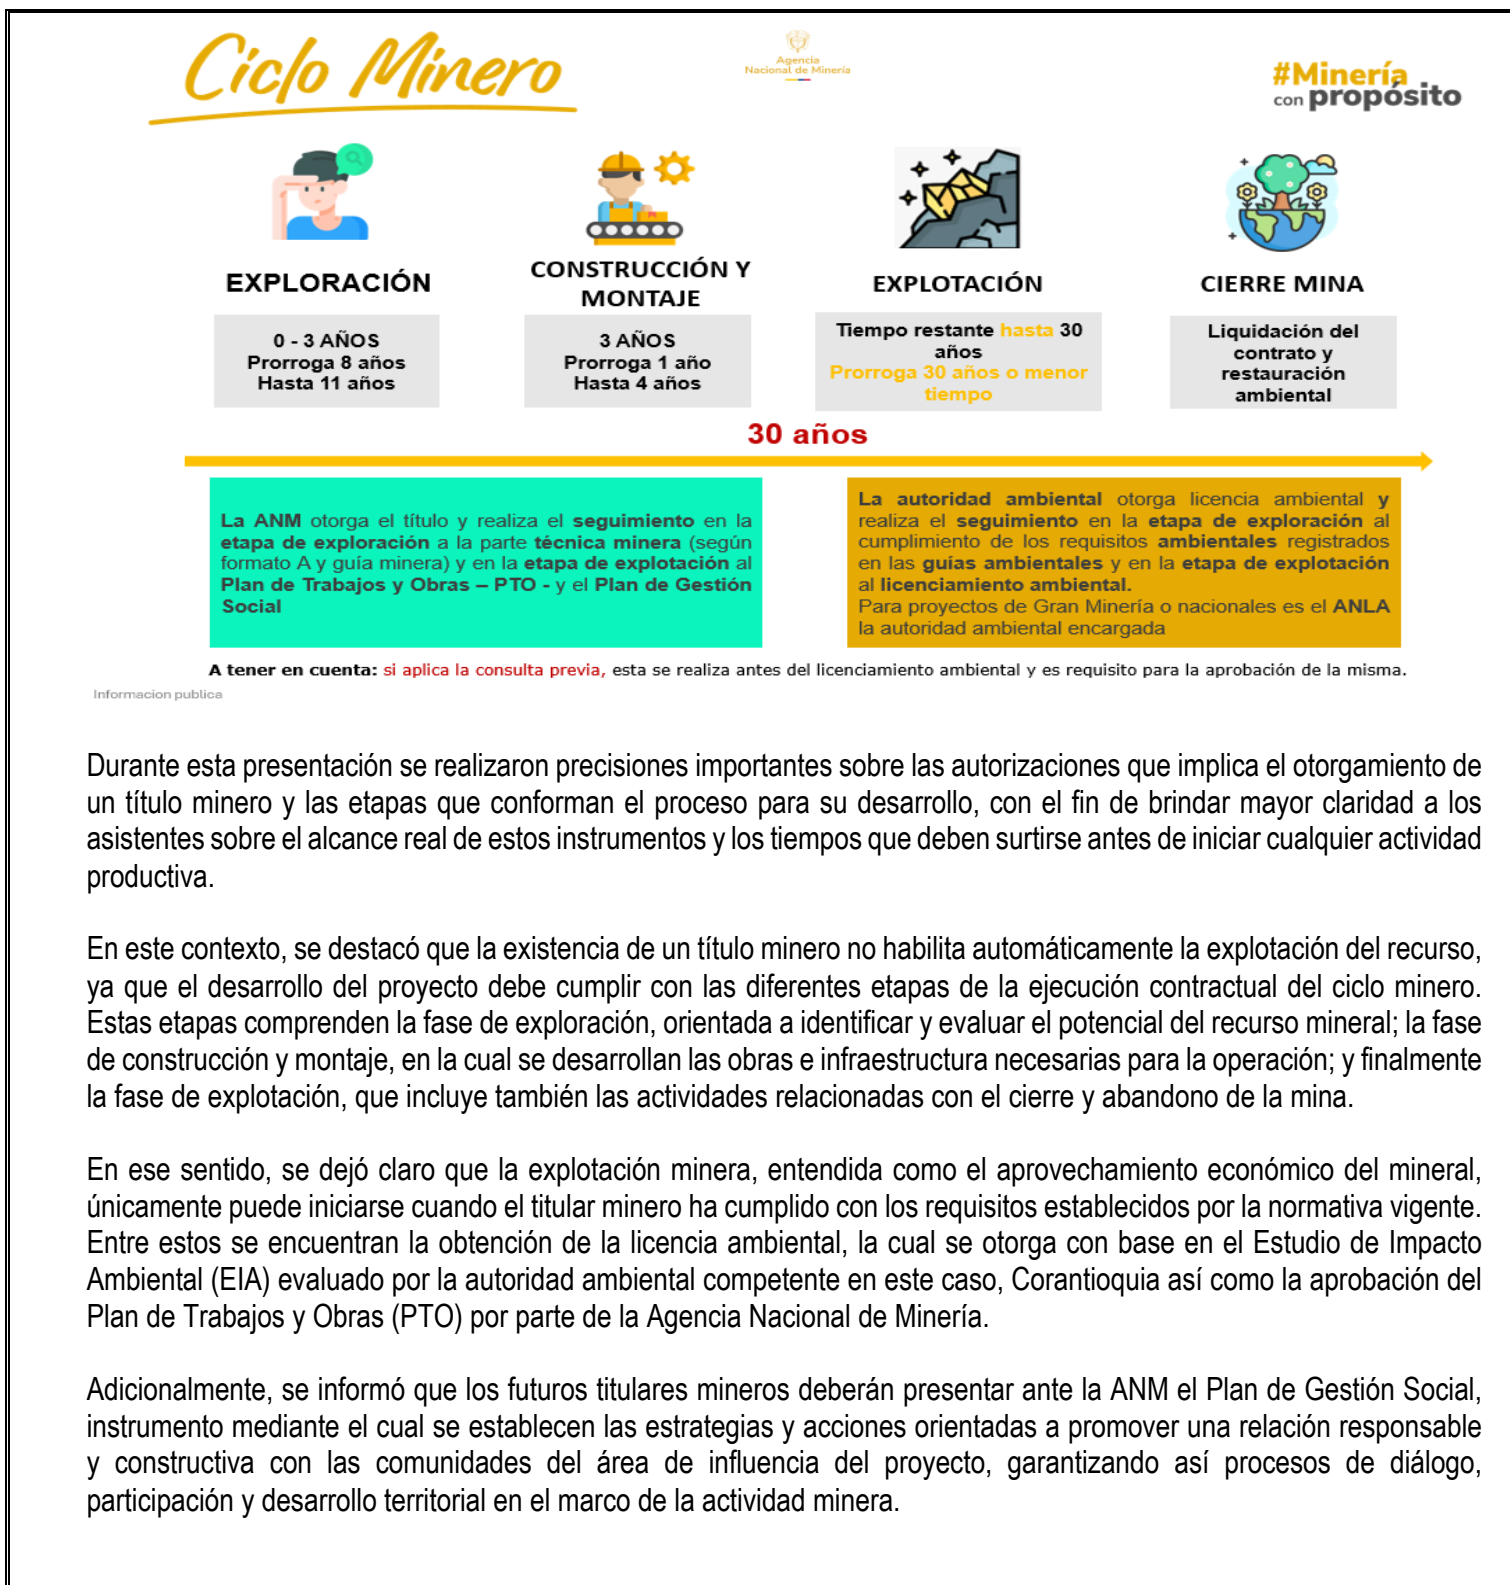 Ciclo Minero
Agencia
Nacional de Minería
#Minería
con propósito
EXPLORACIÓN
0 - 3 AÑOS
Prorroga 8 años
Hasta 11 años
CONSTRUCCIÓN Y
MONTAJE
3 AÑOS
Prorroga 1 año
Hasta 4 años
EXPLOTACIÓN
Tiempo restante hasta 30
años
Prorroga 30 años o menor
tiempo
CIERRE MINA
Liquidación del
contrato y
restauración
ambiental
30 años
La ANM otorga el título y realiza el seguimiento en la
etapa de exploración a la parte técnica minera (según
formato A y guía minera) y en la etapa de explotación al
Plan de Trabajos y Obras – PTO - y el Plan de Gestión
Social
La autoridad ambiental otorga licencia ambiental y
realiza el seguimiento en la etapa de exploración al
cumplimiento de los requisitos ambientales registrados
en las guías ambientales y en la etapa de explotación
al licenciamiento ambiental.
Para proyectos de Gran Minería o nacionales es el ANLA
la autoridad ambiental encargada
A tener en cuenta: si aplica la consulta previa, esta se realiza antes del licenciamiento ambiental y es requisito para la aprobación de la misma.
Informacion publica
Durante esta presentación se realizaron precisiones importantes sobre las autorizaciones que implica el otorgamiento de
un título minero y las etapas que conforman el proceso para su desarrollo, con el fin de brindar mayor claridad a los
asistentes sobre el alcance real de estos instrumentos y los tiempos que deben surtirse antes de iniciar cualquier actividad
productiva.
En este contexto, se destacó que la existencia de un título minero no habilita automáticamente la explotación del recurso,
ya que el desarrollo del proyecto debe cumplir con las diferentes etapas de la ejecución contractual del ciclo minero.
Estas etapas comprenden la fase de exploración, orientada a identificar y evaluar el potencial del recurso mineral; la fase
de construcción y montaje, en la cual se desarrollan las obras e infraestructura necesarias para la operación; y finalmente
la fase de explotación, que incluye también las actividades relacionadas con el cierre y abandono de la mina.
En ese sentido, se dejó claro que la explotación minera, entendida como el aprovechamiento económico del mineral,
únicamente puede iniciarse cuando el titular minero ha cumplido con los requisitos establecidos por la normativa vigente.
Entre estos se encuentran la obtención de la licencia ambiental, la cual se otorga con base en el Estudio de Impacto
Ambiental (EIA) evaluado por la autoridad ambiental competente en este caso, Corantioquia así como la aprobación del
Plan de Trabajos y Obras (PTO) por parte de la Agencia Nacional de Minería.
Adicionalmente, se informó que los futuros titulares mineros deberán presentar ante la ANM el Plan de Gestión Social,
instrumento mediante el cual se establecen las estrategias y acciones orientadas a promover una relación responsable
y constructiva con las comunidades del área de influencia del proyecto, garantizando así procesos de diálogo,
participación y desarrollo territorial en el marco de la actividad minera.